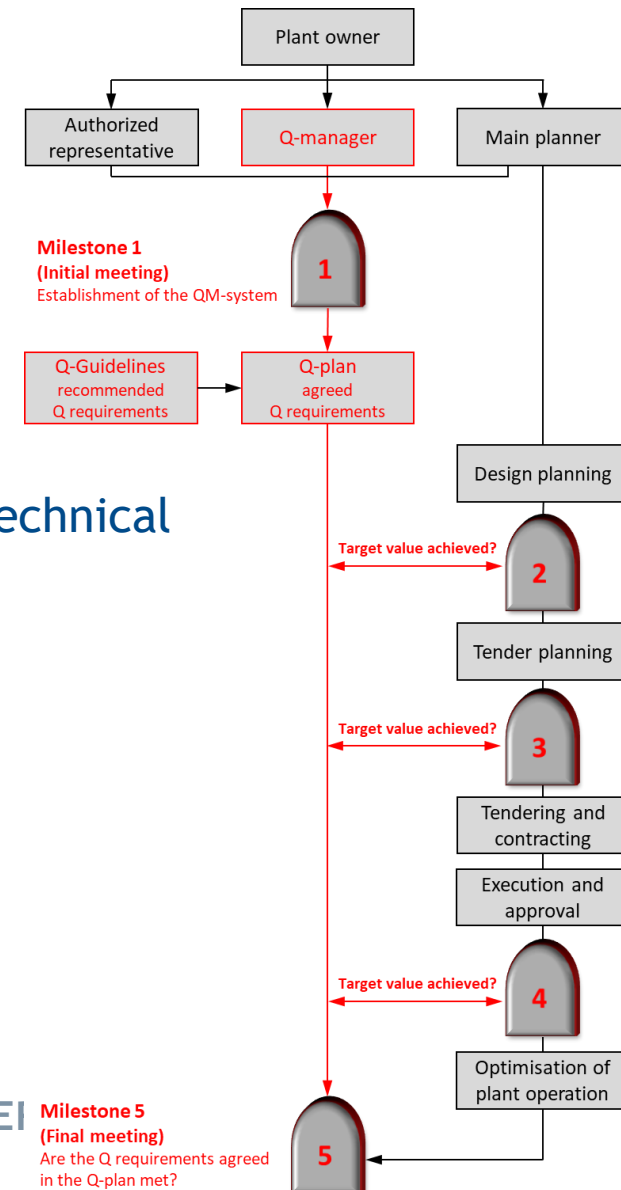 Plant owner
Authorized
representative
Q-manager
Main planner
Milestone 1
(Initial meeting)
Establishment of the QM-system
1
Q-Guidelines
recommended
Q requirements
Q-plan
agreed
Q requirements
Design planning
echnical
Target value achieved?
2
Tender planning
Target value achieved?
3
Tendering and
contracting
Execution and
approval
Target value achieved?
4
Optimisation of
plant operation
Milestone 5
(Final meeting)
Are the Q requirements agreed
in the Q-plan met?
5